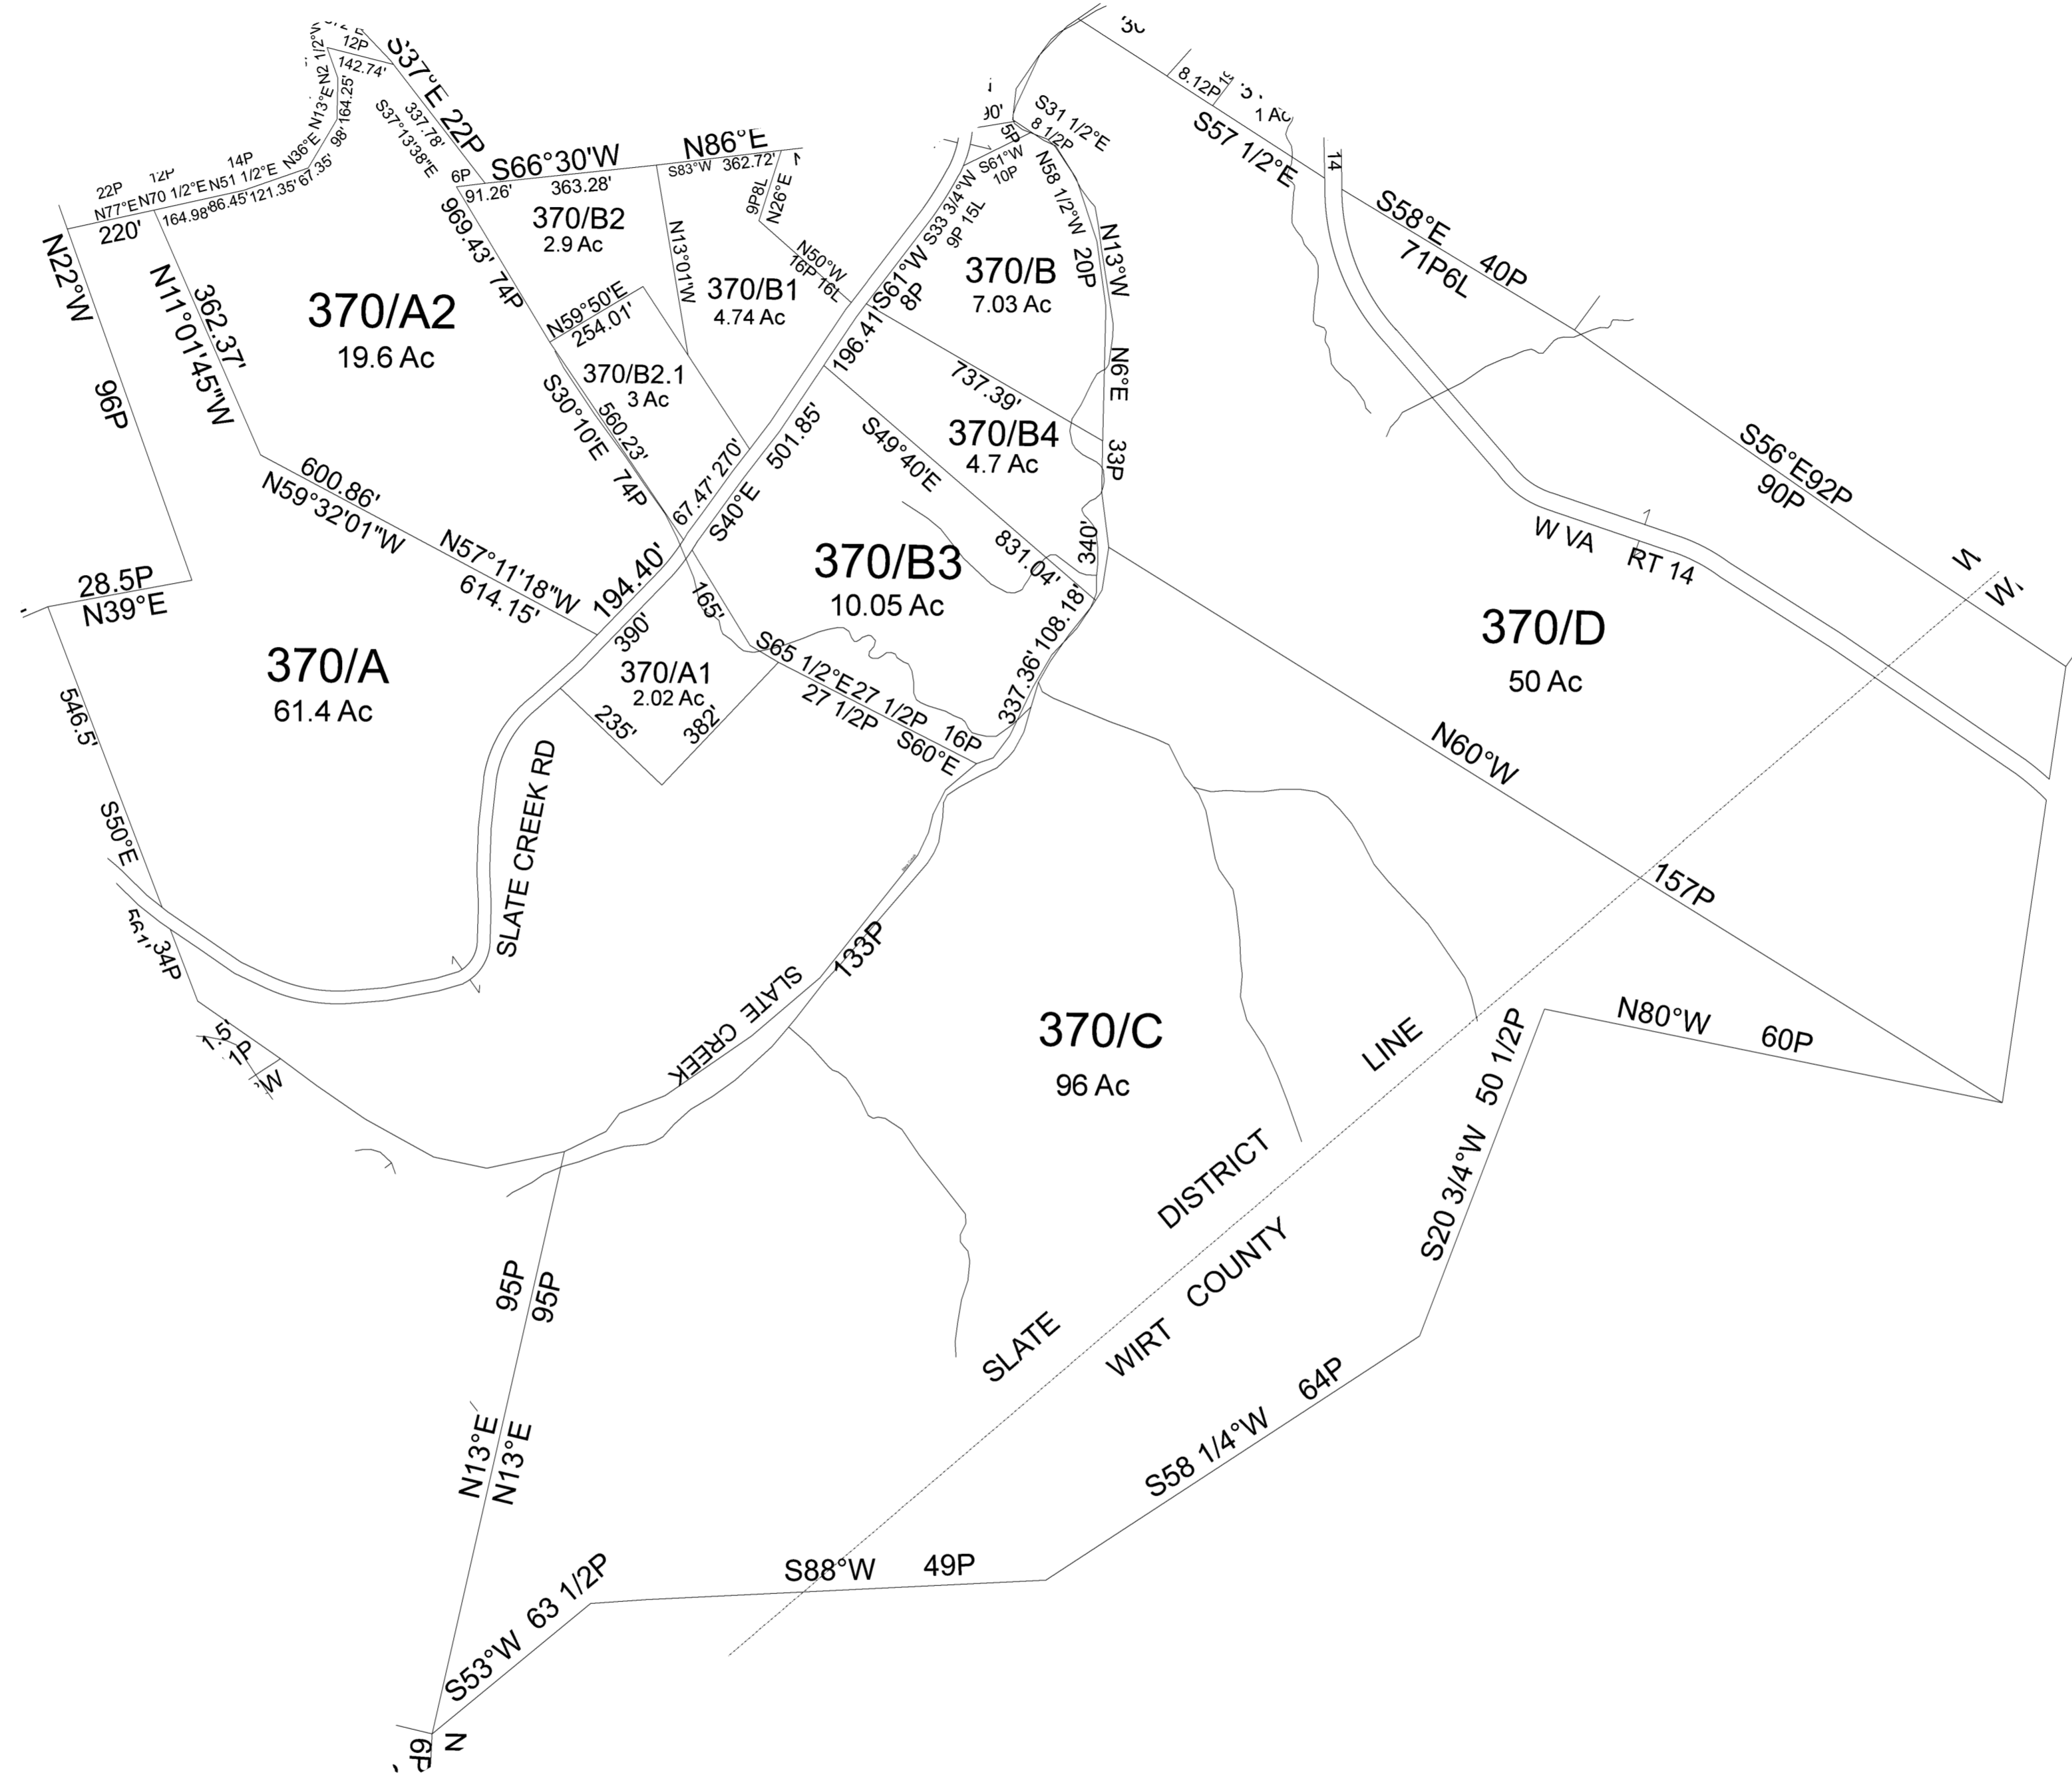 12P
142.74'
S37°E 22P
337.78'
S37°13'38"E
N2 1/2°W
164.25'
N13°E
98'
N36°E
67.35'
14P
N51 1/2°E
121.35'
12P
N70 1/2°E
86.45'
22P
N77°E
164.98'
220'
6P
91.26'
S66°30'W
363.28'
N86°E
S83°W 362.72'
370/B2
2.9 Ac
9P8L
N26°E
N13°01'W
N50°W
16P 16L
370/B1
4.74 Ac
969.43' 74P
N59°50'E
254.01'
370/B2.1
3 Ac
S30°10'E 74P
560.23'
370/A2
19.6 Ac
N22°W 96P
N11°01'45"W
362.37'
600.86'
N59°32'01"W
N57°11'18"W
614.15'
28.5P
N39°E
90'
5P
S31 1/2°E
8 1/2P
S61°W
10P
N58 1/2°W 20P
S33 3/4°W
9P 15L
S61°W
8P
196.41'
370/B
7.03 Ac
N13°W
N6°E 33P
737.39'
370/B4
4.7 Ac
S49°40'E
831.04'
340'
108.18'
337.36'
67.47'
270'
501.85'
S40°E
194.40'
390'
165'
370/B3
10.05 Ac
S65 1/2°E 27 1/2P
27 1/2P
S60°E
16P
370/A1
2.02 Ac
235'
382'
370/A
61.4 Ac
546.5'
S50°E
34P
1.5'
1P
SLATE CREEK RD
SLATE CREEK
133P
8.12P
1 Ac
S57 1/2°E
14
S58°E 40P
71P6L
S56°E 92P
90P
W VA RT 14
370/D
50 Ac
N60°W 157P
370/C
96 Ac
N80°W 60P
S20 3/4°W 50 1/2P
SLATE DISTRICT LINE
WIRT COUNTY
S58 1/4°W 64P
S88°W 49P
S53°W 63 1/2P
95P
95P
N13°E
N13°E
N
6P